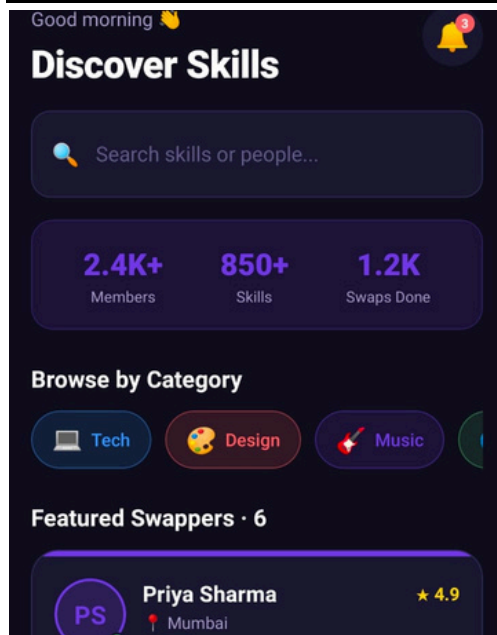 Good morning 👋
3
Discover Skills
Search skills or people...
2.4K+ 850+ 1.2K
Members Skills Swaps Done
Browse by Category
Tech Design Music
Featured Swappers · 6
Priya Sharma ★ 4.9
PS
Mumbai